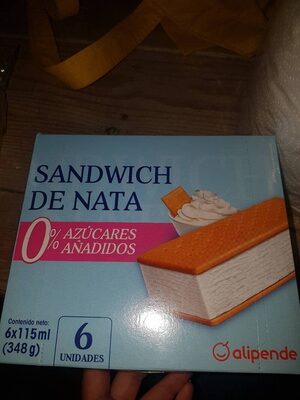 SANDWICH
DE NATA
0% AZÚCARES
AÑADIDOS
Contenido neto:
6x115ml
(348g)
6
UNIDADES
alipende